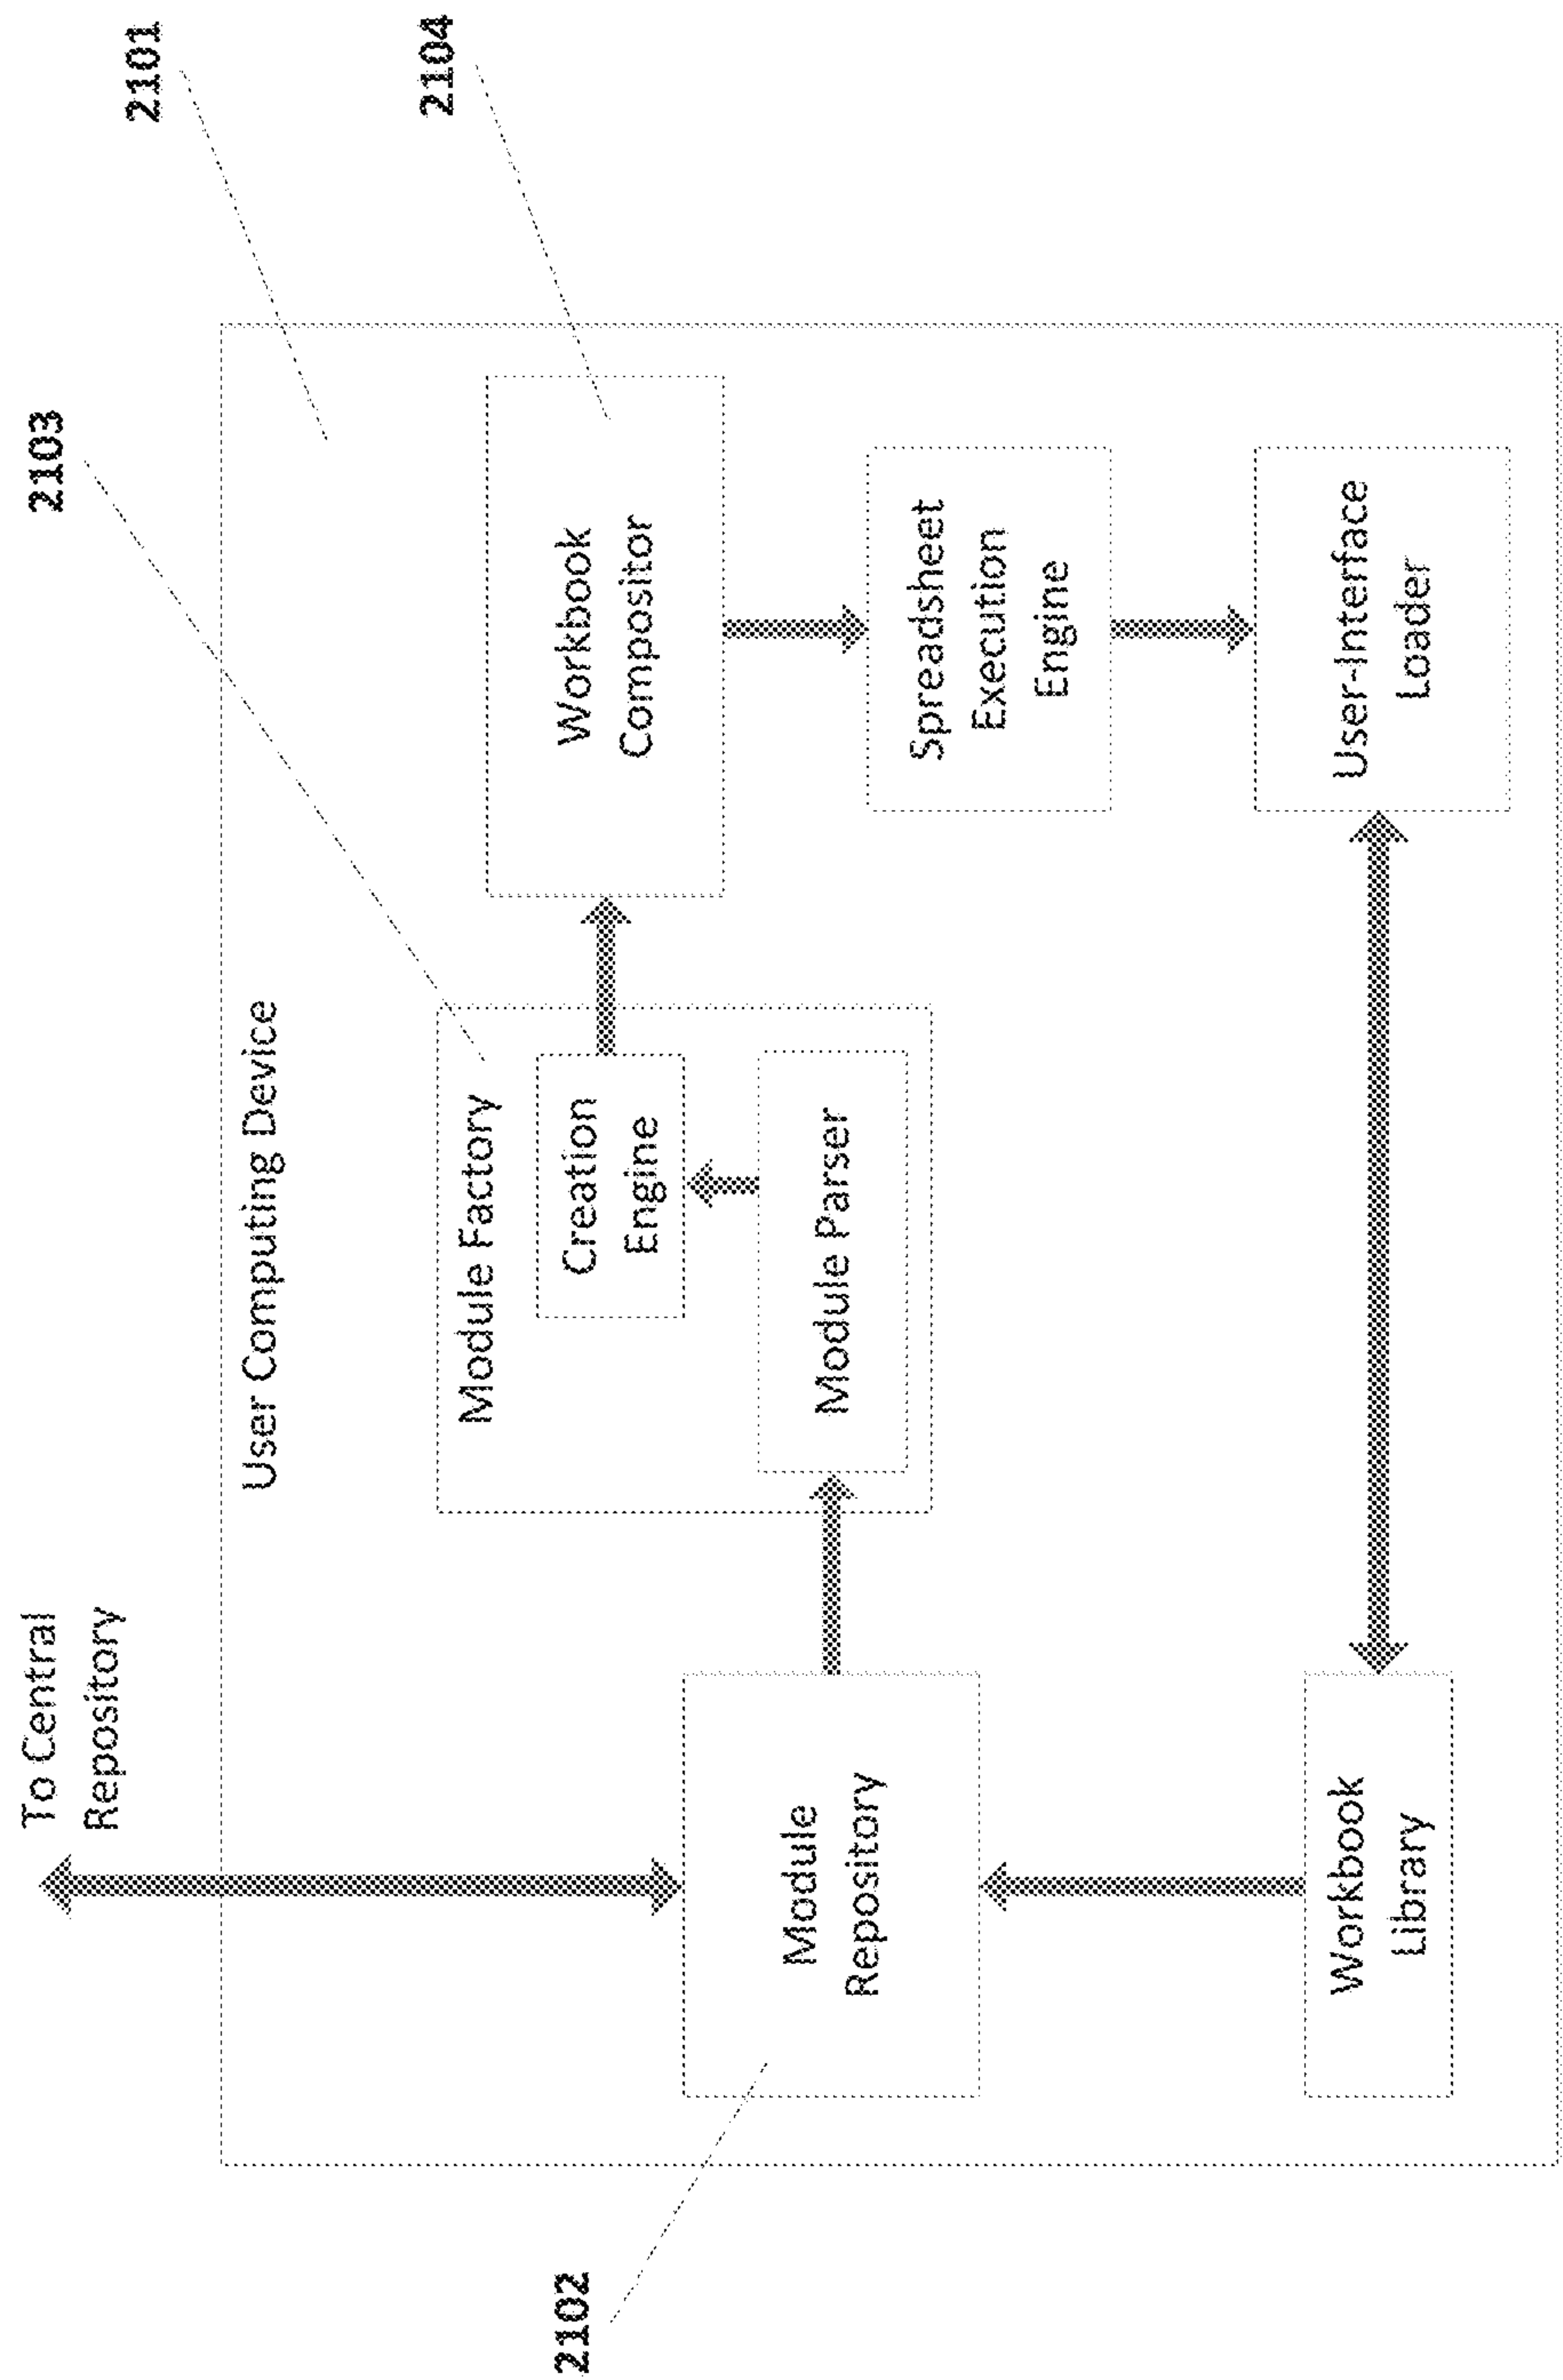 To Central
Repository
2103
2101
2104
User Computing Device
Module Factory
Creation
Engine
Workbook
Compositor
Module
Repository
Module Parser
Spreadsheet
Execution
Engine
2102
Workbook
Library
User-Interface
Loader